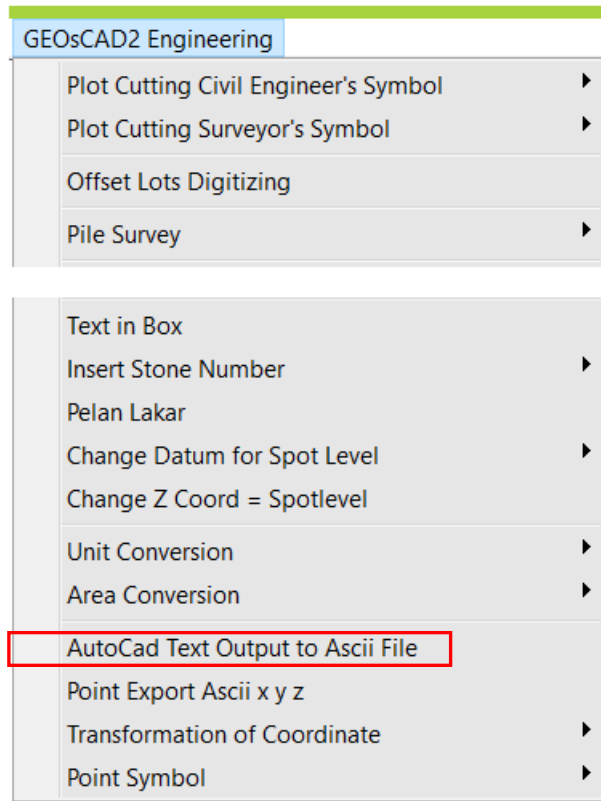 GEOsCAD2 Engineering
Plot Cutting Civil Engineer's Symbol
Plot Cutting Surveyor's Symbol
Offset Lots Digitizing
Pile Survey
Text in Box
Insert Stone Number
Pelan Lakar
Change Datum for Spot Level
Change Z Coord = Spotlevel
Unit Conversion
Area Conversion
AutoCad Text Output to Ascii File
Point Export Ascii x y z
Transformation of Coordinate
Point Symbol